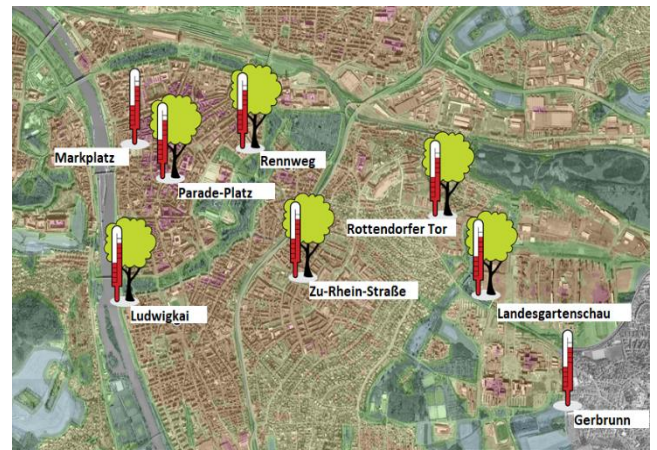 Markplatz
Rennweg
Parade-Platz
Rottendorfer Tor
Zu-Rhein-Straße
Ludwigkai
Landesgartenschau
Gerbrunn